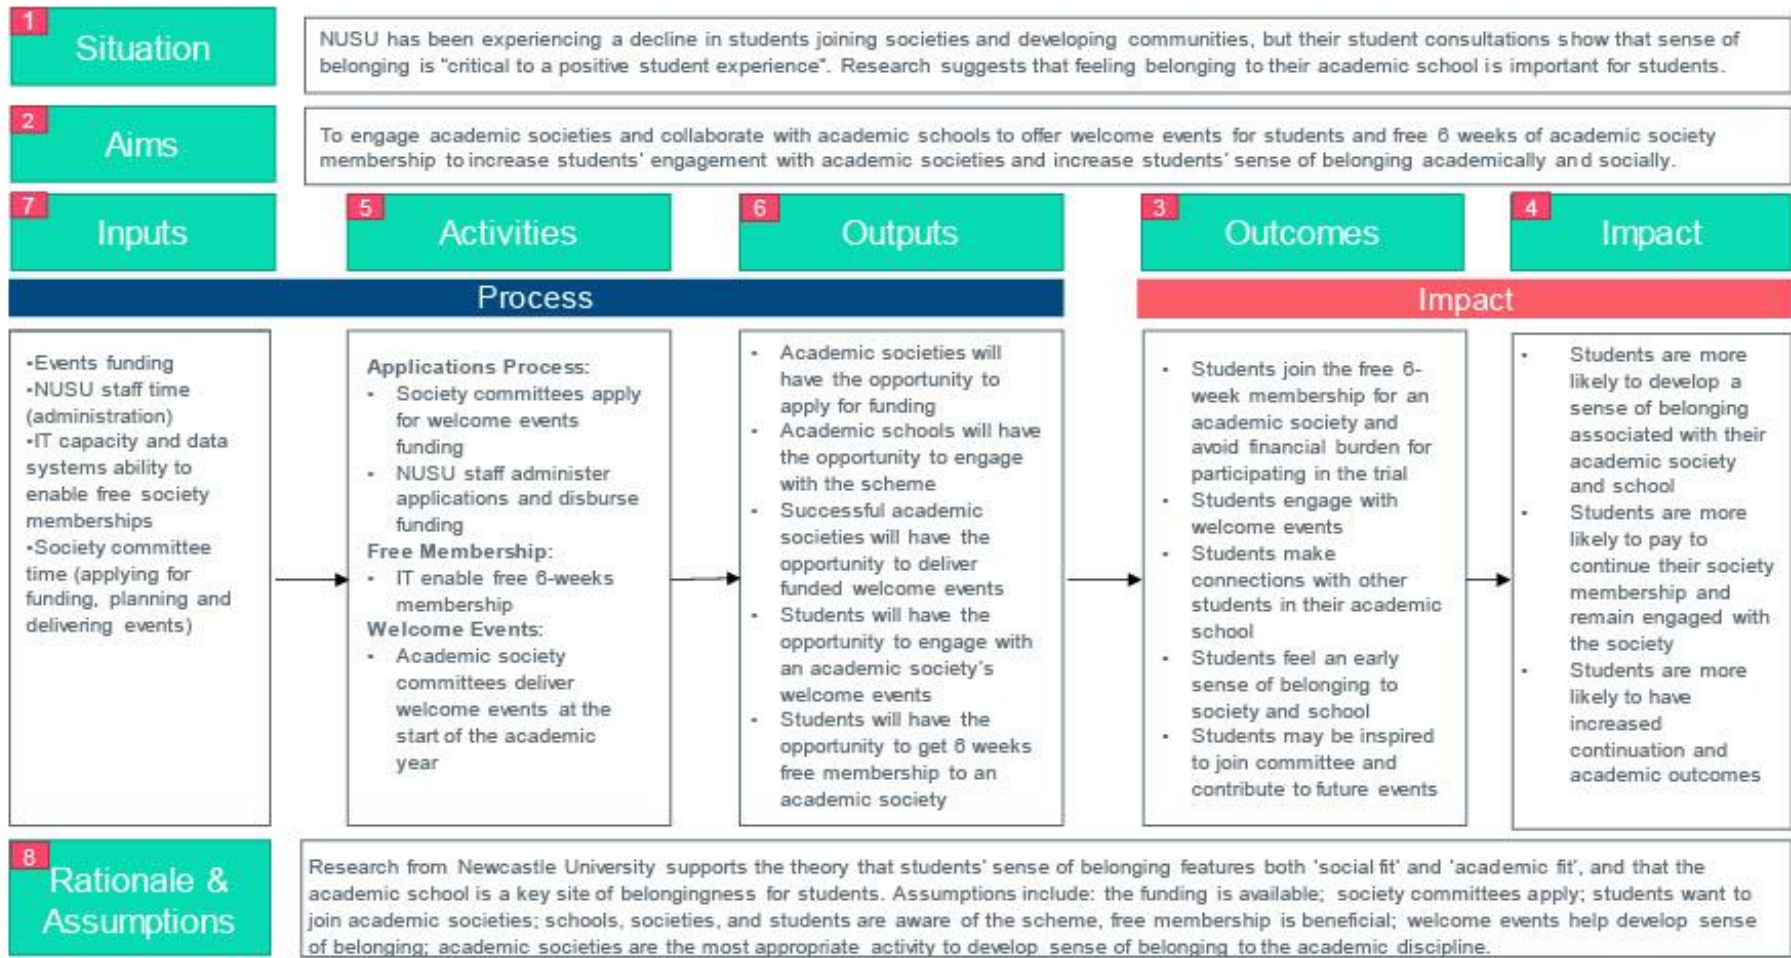 1
Situation
NUSU has been experiencing a decline in students joining societies and developing communities, but their student consultations show that sense of
belonging is "critical to a positive student experience". Research suggests that feeling belonging to their academic school is important for students.
2
Aims
To engage academic societies and collaborate with academic schools to offer welcome events for students and free 6 weeks of academic society
membership to increase students' engagement with academic societies and increase students' sense of belonging academically and socially.
7
Inputs
5
Activities
6
Outputs
3
Outcomes
4
Impact
Process
Impact
▪Events funding
▪NUSU staff time
(administration)
▪IT capacity and data
systems ability to
enable free society
memberships
▪Society committee
time (applying for
funding, planning and
delivering events)
Applications Process:
▪ Society committees apply
for welcome events
funding
▪ NUSU staff administer
applications and disburse
funding
Free Membership:
▪ IT enable free 6-weeks
membership
Welcome Events:
▪ Academic society
committees deliver
welcome events at the
start of the academic
year
▪ Academic societies will
have the opportunity to
apply for funding
▪ Academic schools will have
the opportunity to engage
with the scheme
▪ Successful academic
societies will have the
opportunity to deliver
funded welcome events
▪ Students will have the
opportunity to engage with
an academic society's
welcome events
▪ Students will have the
opportunity to get 6 weeks
free membership to an
academic society
▪ Students join the free 6-
week membership for an
academic society and
avoid financial burden for
participating in the trial
▪ Students engage with
welcome events
▪ Students make
connections with other
students in their academic
school
▪ Students feel an early
sense of belonging to
society and school
▪ Students may be inspired
to join committee and
contribute to future events
▪ Students are more
likely to develop a
sense of belonging
associated with their
academic society
and school
▪ Students are more
likely to pay to
continue their society
membership and
remain engaged with
the society
▪ Students are more
likely to have
increased
continuation and
academic outcomes
8
Rationale &
Assumptions
Research from Newcastle University supports the theory that students' sense of belonging features both 'social fit' and 'academic fit', and that the
academic school is a key site of belongingness for students. Assumptions include: the funding is available; society committees apply; students want to
join academic societies; schools, societies, and students are aware of the scheme, free membership is beneficial; welcome events help develop sense
of belonging; academic societies are the most appropriate activity to develop sense of belonging to the academic discipline.